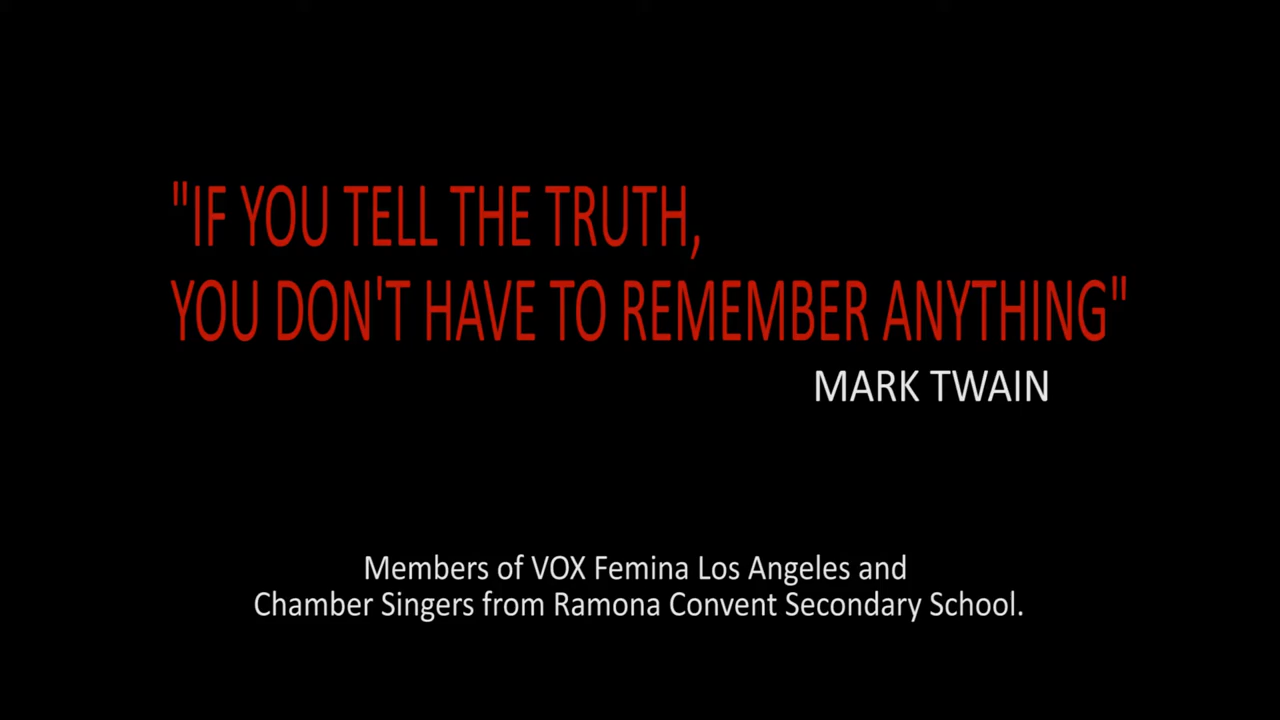 "IF YOU TELL THE TRUTH,
YOU DON'T HAVE TO REMEMBER ANYTHING"
MARK TWAIN
Members of VOX Femina Los Angeles and
Chamber Singers from Ramona Convent Secondary School.